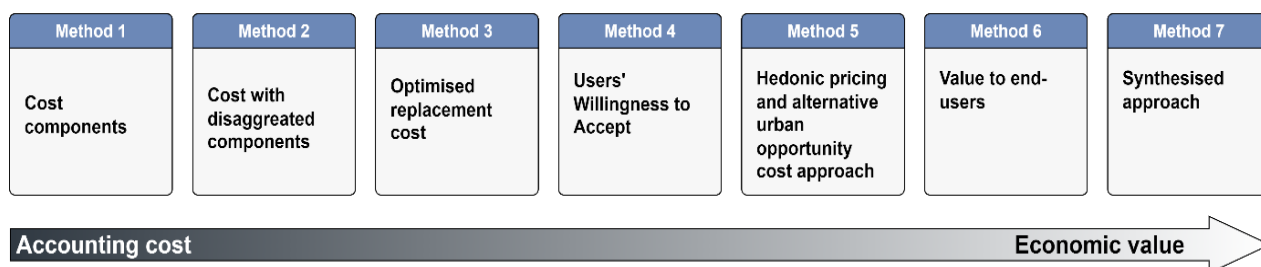 Method 1
Cost
components
Method 2
Cost with
disaggreated
components
Method 3
Optimised
replacement
cost
Method 4
Users'
Willingness to
Accept
Method 5
Hedonic pricing
and alternative
urban
opportunity
cost approach
Method 6
Value to end-
users
Method 7
Synthesised
approach
Accounting cost
Economic value